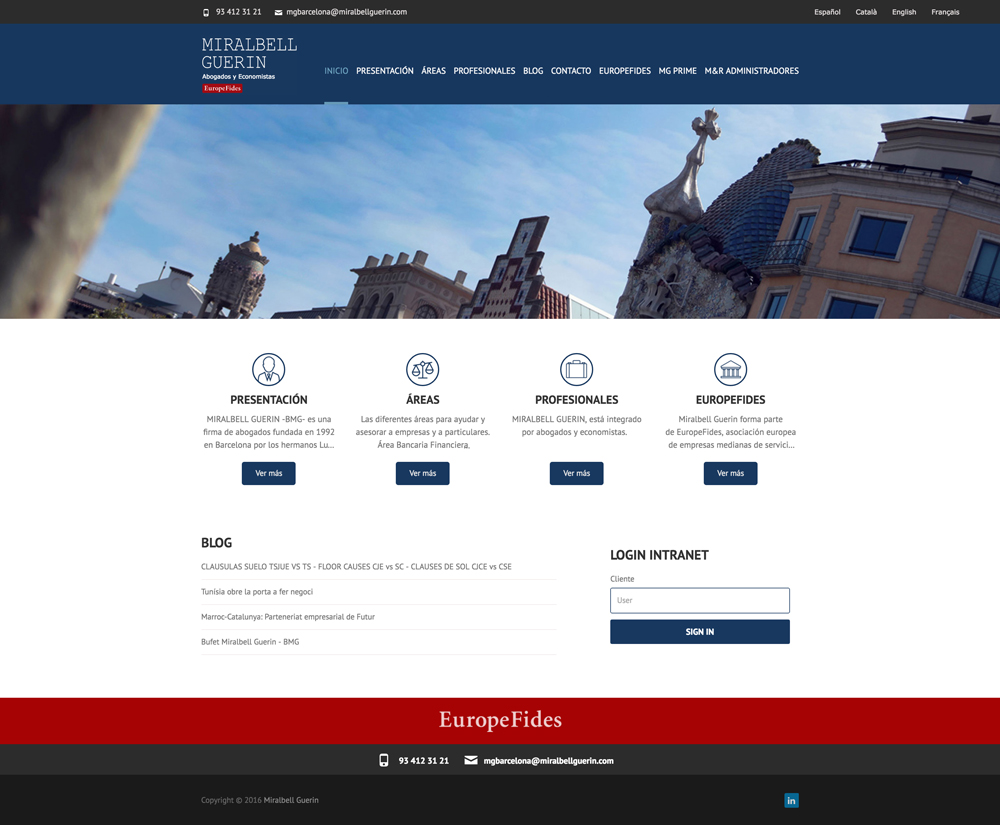 93 412 31 21 mgbarcelona@miralbellguerin.com Español Català English Français
MIRALBELL
GUERIN
Abogados y Economistas
EuropeFides
INICIO PRESENTACIÓN ÁREAS PROFESIONALES BLOG CONTACTO EUROPEFIDES MG PRIME M&R ADMINISTRADORES
PRESENTACIÓN
MIRALBELL GUERIN -BMG- es una
firma de abogados fundada en 1992
en Barcelona por los hermanos Lu...
Ver más
ÁREAS
Las diferentes áreas para ayudar y
asesorar a empresas y a particulares.
Área Bancaria Financiera.
Ver más
PROFESIONALES
MIRALBELL GUERIN, está integrado
por abogados y economistas.
Ver más
EUROPEFIDES
Miralbell Guerin forma parte
de EuropeFides, asociación europea
de empresas medianas de servici...
Ver más
BLOG
CLAUSULAS SUELO TSJUE VS TS - FLOOR CAUSES CJE vs SC - CLAUSES DE SOL CJCE vs CSE
Tunísia obre la porta a fer negoci
Marroc-Catalunya: Parteneriat empresarial de Futur
Bufet Miralbell Guerin - BMG
LOGIN INTRANET
Cliente
User
SIGN IN
EuropeFides
93 412 31 21 mgbarcelona@miralbellguerin.com
Copyright © 2016 Miralbell Guerin
in